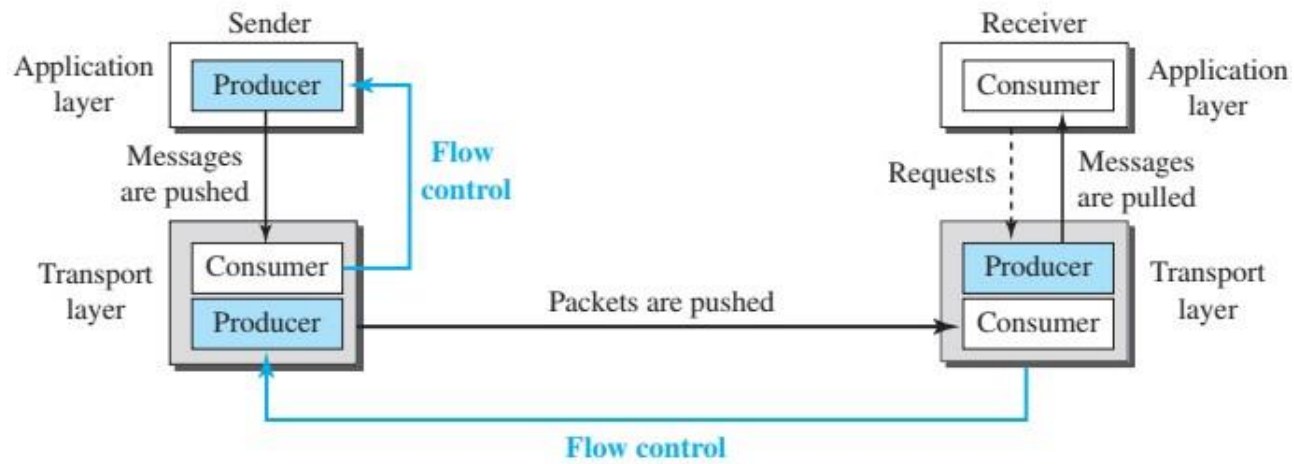 Sender
Receiver
Application
layer
Producer
Consumer
Application
layer
Messages
are pushed
Flow
control
Requests
Messages
are pulled
Transport
layer
Consumer
Producer
Packets are pushed
Producer
Consumer
Transport
layer
Flow control